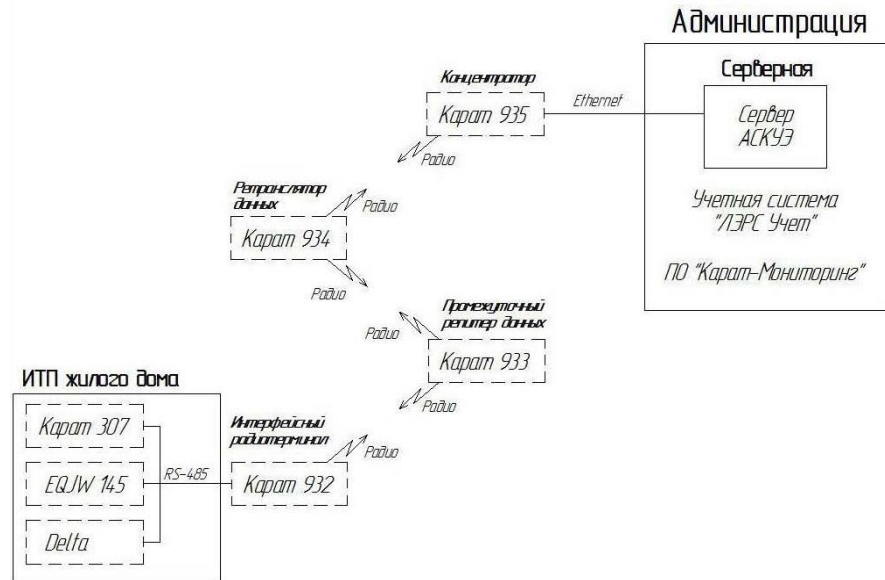 Администрация
Серверная
Сервер
АСКУЭ
Учетная система
"ЛЭРС Учет"
ПО "Карат-Мониторинг"
Концентратор
Карат 935
Ethernet
Радио
Ретранслятор
данных
Карат 934
Радио
Радио
Промежуточный
репитер данных
Карат 933
Радио
Радио
ИТП жилого дома
Карат 307
EQJW 145
Delta
RS-485
Интерфейсный
радиотерминал
Карат 932
Радио